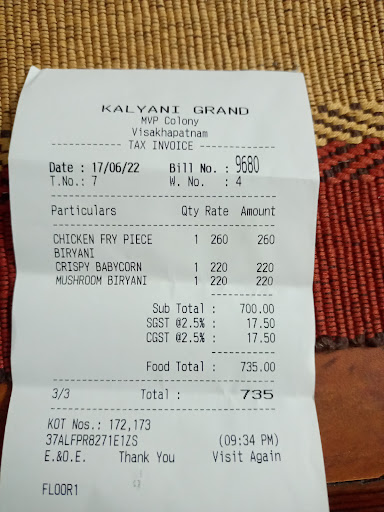 KALYANI GRAND
MVP Colony
Visakhapatnam
TAX INVOICE
Date : 17/06/22 Bill No. : 9680
T.No.: 7 W. No. : 4
Particulars Qty Rate Amount
CHICKEN FRY PIECE 1 260 260
BIRYANI
CRISPY BABYCORN 1 220 220
MUSHROOM BIRYANI 1 220 220
Sub Total : 700.00
SGST @2.5% : 17.50
CGST @2.5% : 17.50
Food Total : 735.00
3/3 Total : 735
KOT Nos.: 172,173
37ALFPR8271E1ZS (09:34 PM)
E.&O.E. Thank You Visit Again
FLOOR1